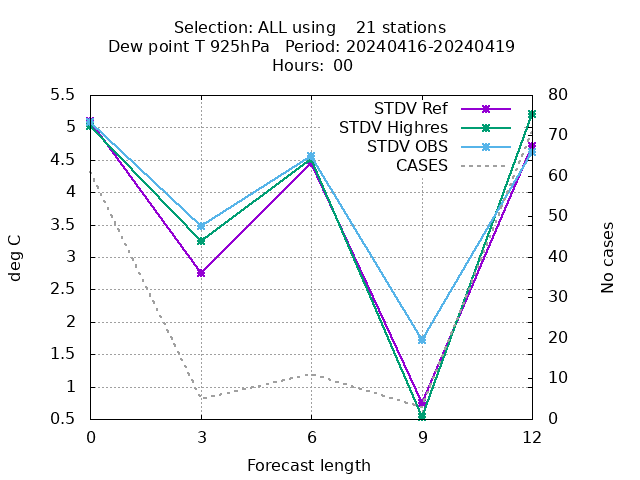 Selection: ALL using    21 stations
Dew point T 925hPa   Period: 20240416-20240419
Hours:  00
STDV Ref
STDV Highres
STDV OBS
CASES
5.5
5
4.5
4
3.5
3
2.5
2
1.5
1
0.5
80
70
60
50
40
30
20
10
0
deg C
No cases
0
3
6
9
12
Forecast length